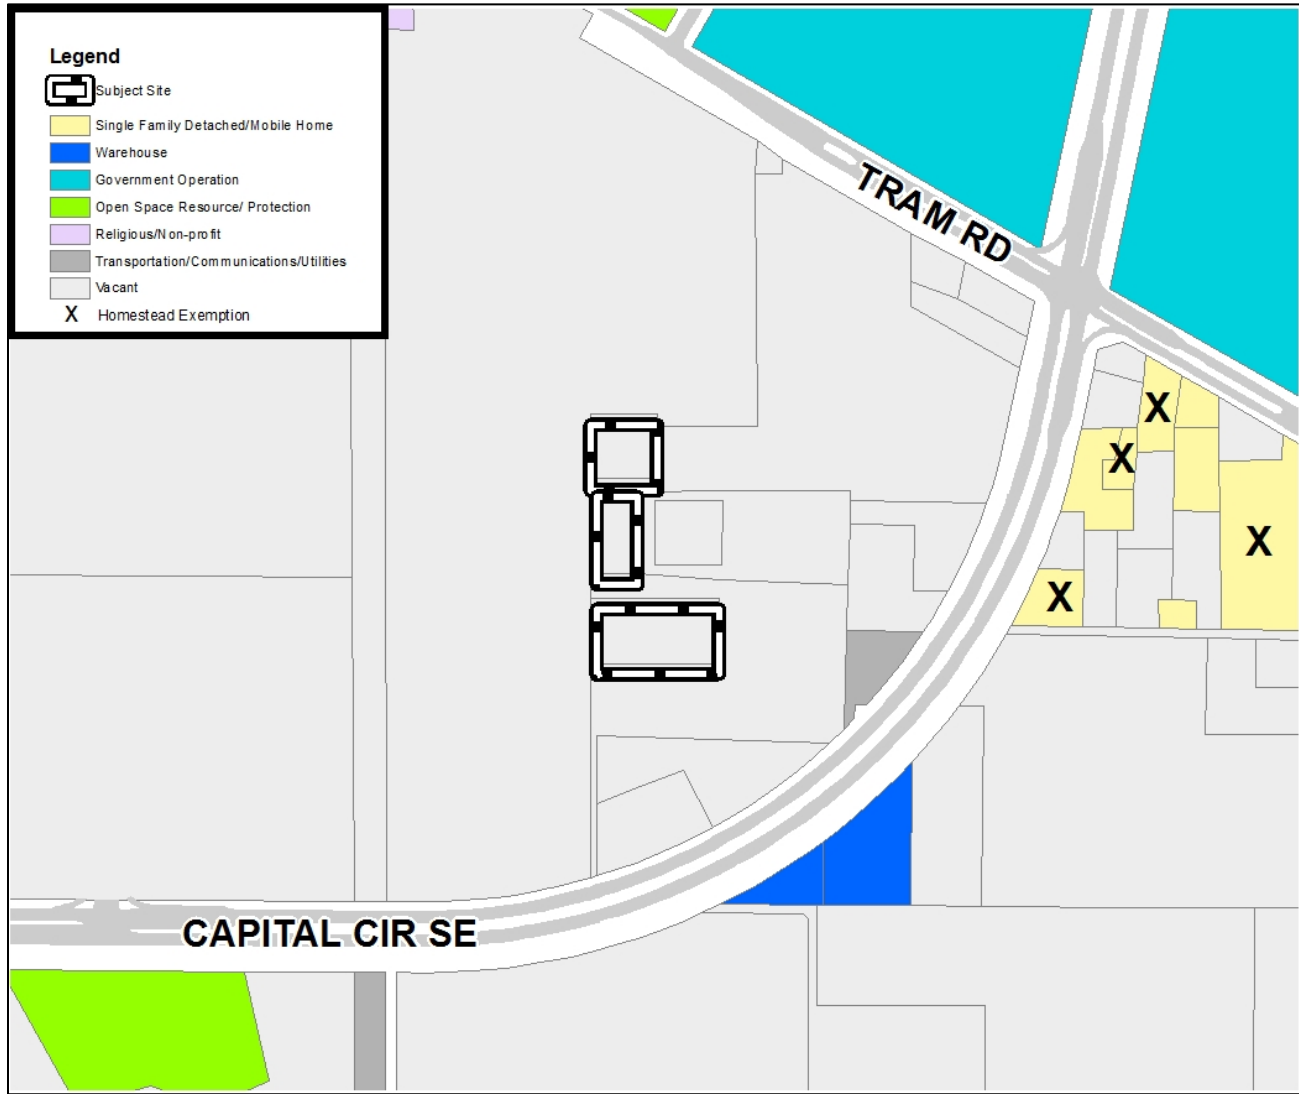 Legend
Subject Site
Single Family Detached/Mobile Home
Warehouse
Government Operation
Open Space Resource/ Protection
Religious/Non-profit
Transportation/Communications/Utilities
Vacant
X Homestead Exemption
TRAM RD
X
X
X
X
CAPITAL CIR SE